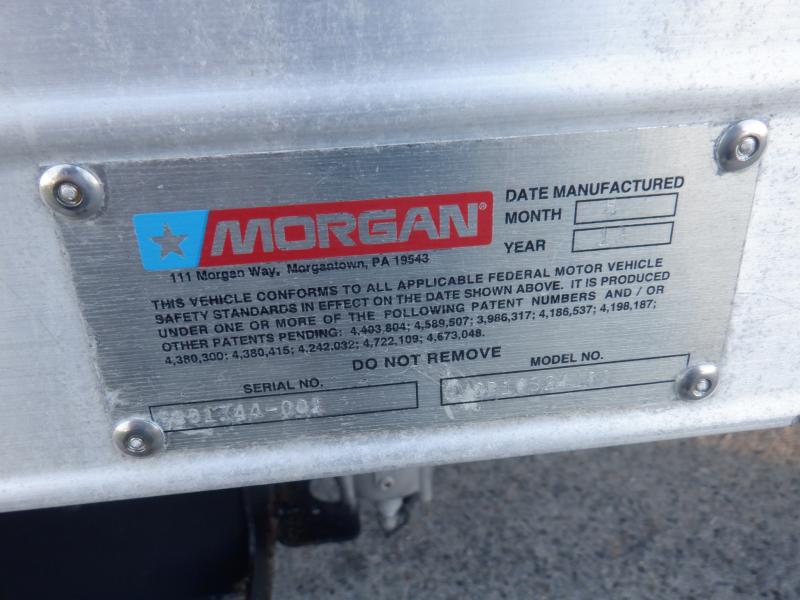 MORGAN®
DATE MANUFACTURED
MONTH 5
YEAR
111 Morgan Way, Morgantown, PA 19543
THIS VEHICLE CONFORMS TO ALL APPLICABLE FEDERAL MOTOR VEHICLE
SAFETY STANDARDS IN EFFECT ON THE DATE SHOWN ABOVE. IT IS PRODUCED
UNDER ONE OR MORE OF THE FOLLOWING PATENT NUMBERS AND / OR
OTHER PATENTS PENDING: 4,403,804; 4,589,507; 3,986,317; 4,186,537; 4,198,187;
4,380,300; 4,380,415; 4,242,032; 4,722,109; 4,673,048.
DO NOT REMOVE
SERIAL NO.
MODEL NO.